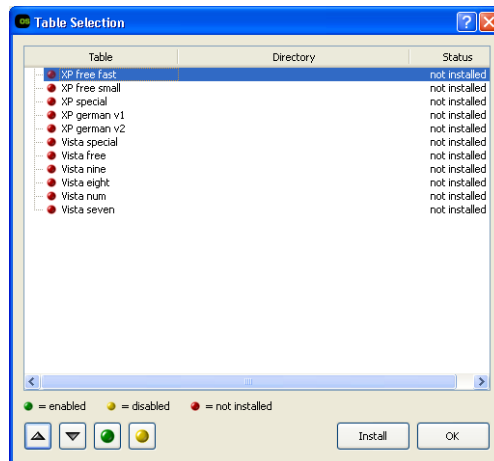 OS Table Selection
Table Directory Status
XP free fast not installed
XP free small not installed
XP special not installed
XP german v1 not installed
XP german v2 not installed
Vista special not installed
Vista free not installed
Vista nine not installed
Vista eight not installed
Vista num not installed
Vista seven not installed
= enabled = disabled = not installed
Install OK